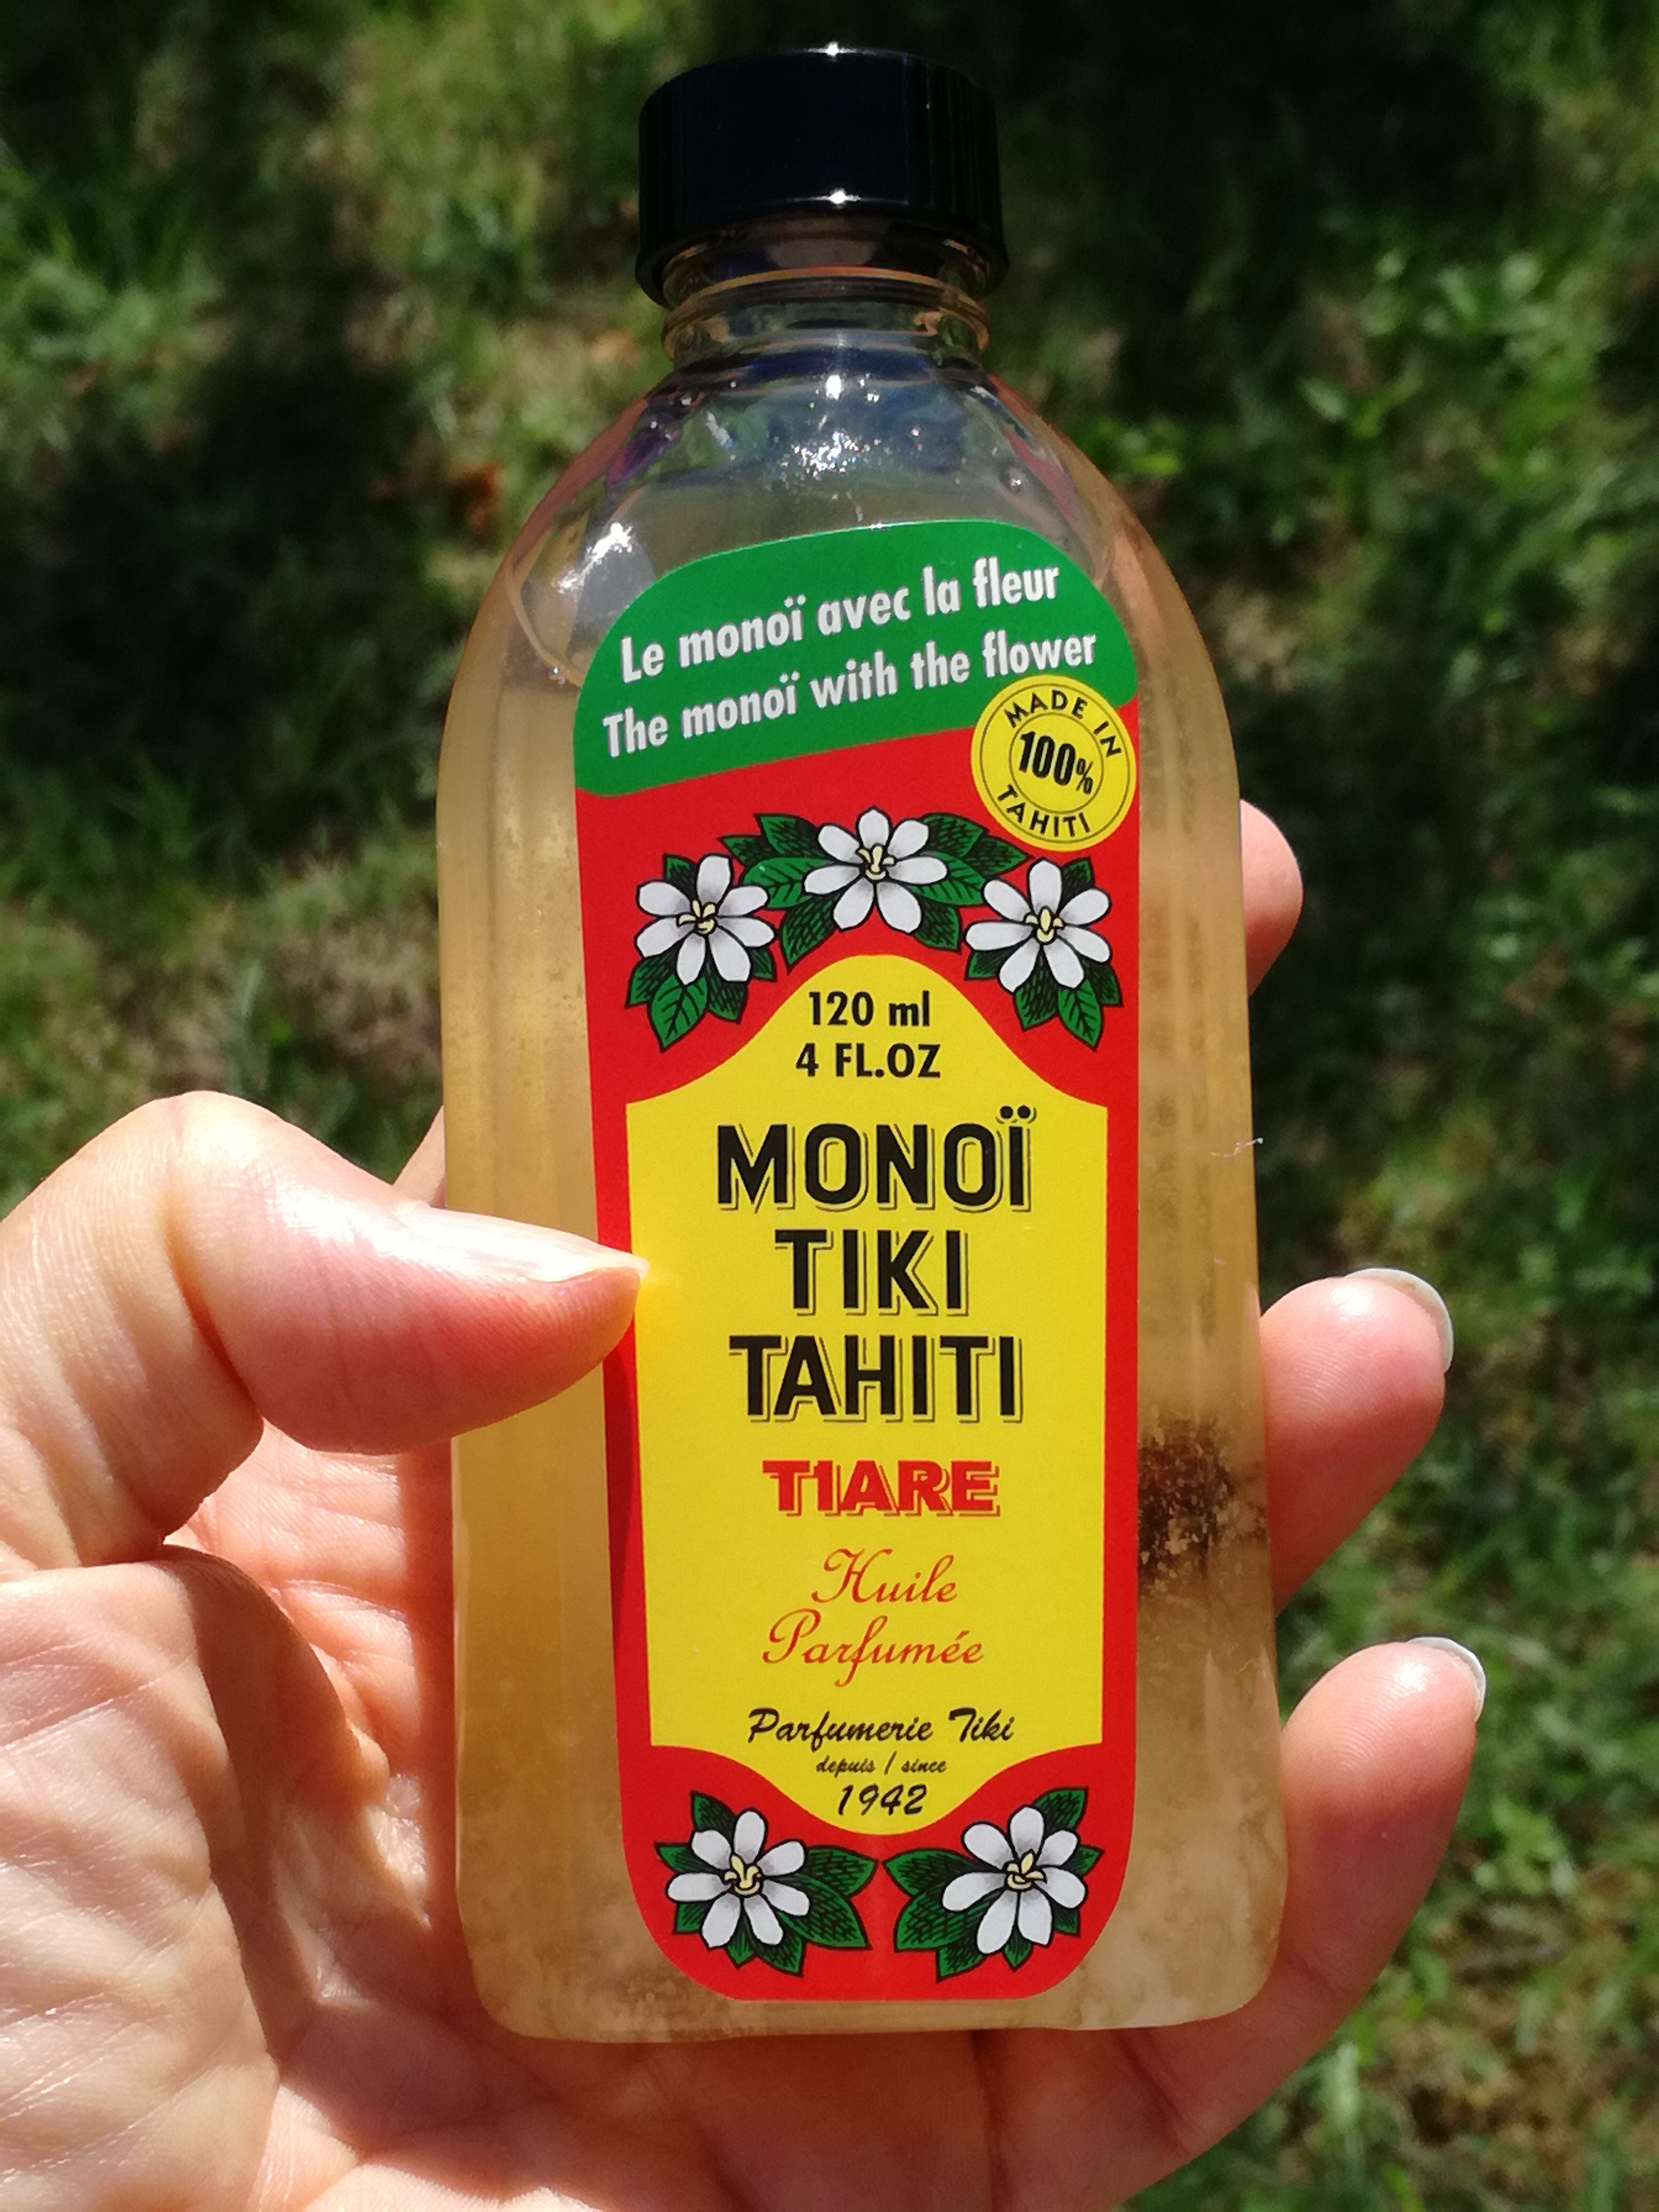 Le monoï avec la fleur
The monoï with the flower
MADE IN
100%
TAHITI
120 ml
4 FL.OZ
MONOÏ
TIKI
TAHITI
TIARE
Huile
Parfumée
Parfumerie Tiki
depuis / since
1942